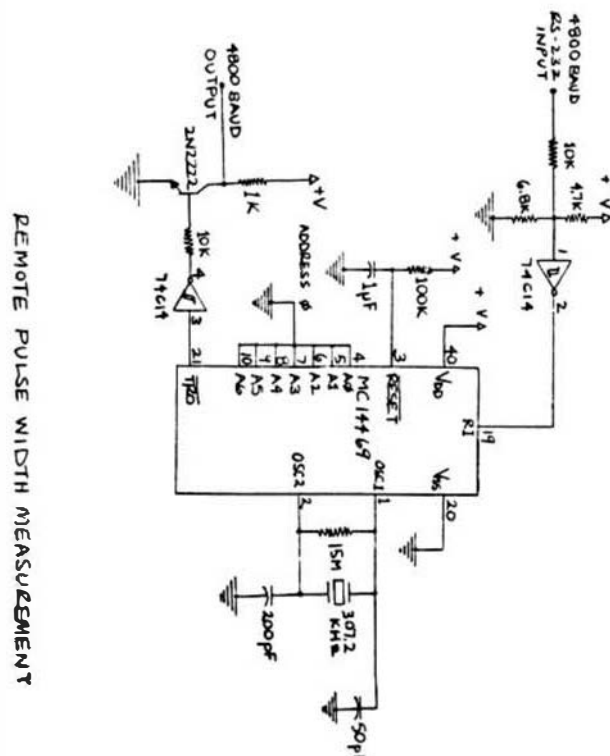 4800 BAUD
RS-232
INPUT
10K
4.7K
+V
6.8K
1
2
74C14
4800 BAUD
OUTPUT
+V
1K
2N2222
10K
4
3
74C14
ADDRESS Ø
+V
100K
1µF
+V
21
10
9
8
7
6
5
4
3
40
TRO
A6
A5
A4
A3
A2
A1
AØ
RESET
VDD
MC14469
RI
19
OSC2
OSC1
VSS
2
1
20
15M
307.2
KHz
200pF
REMOTE PULSE WIDTH MEASUREMENT